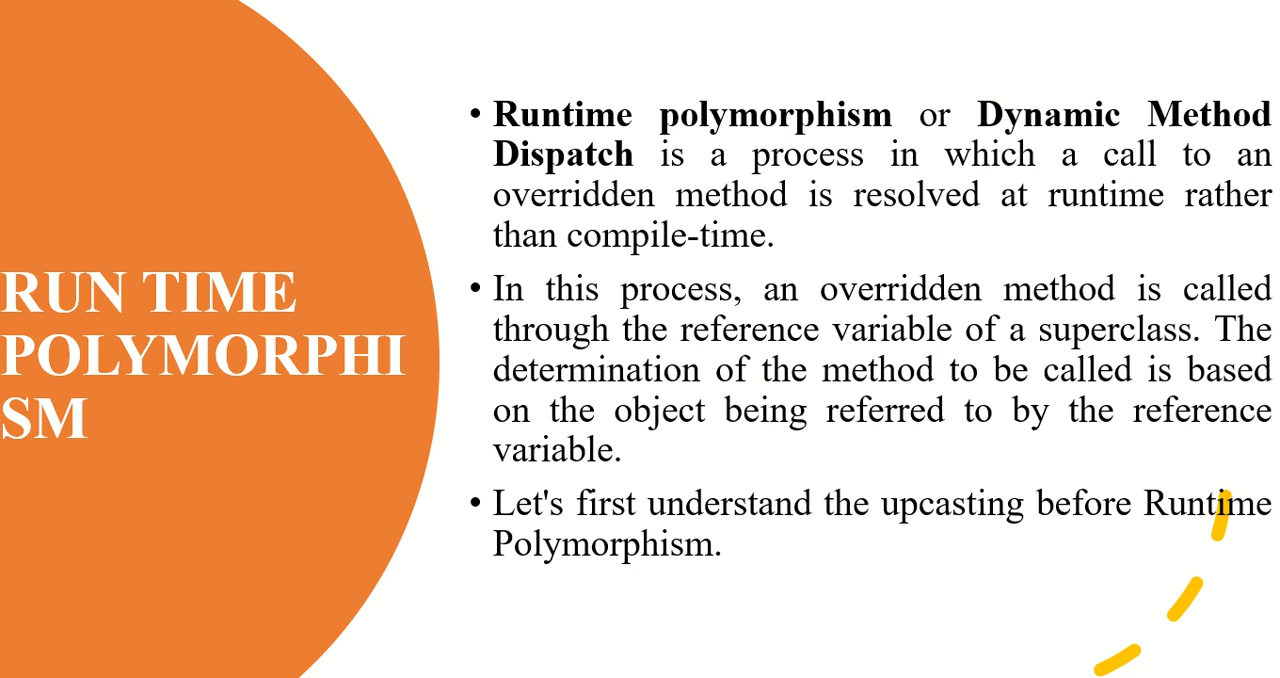 RUN TIME
POLYMORPHI
SM
• Runtime polymorphism or Dynamic Method
Dispatch is a process in which a call to an
overridden method is resolved at runtime rather
than compile-time.
• In this process, an overridden method is called
through the reference variable of a superclass. The
determination of the method to be called is based
on the object being referred to by the reference
variable.
• Let's first understand the upcasting before Runtime
Polymorphism.